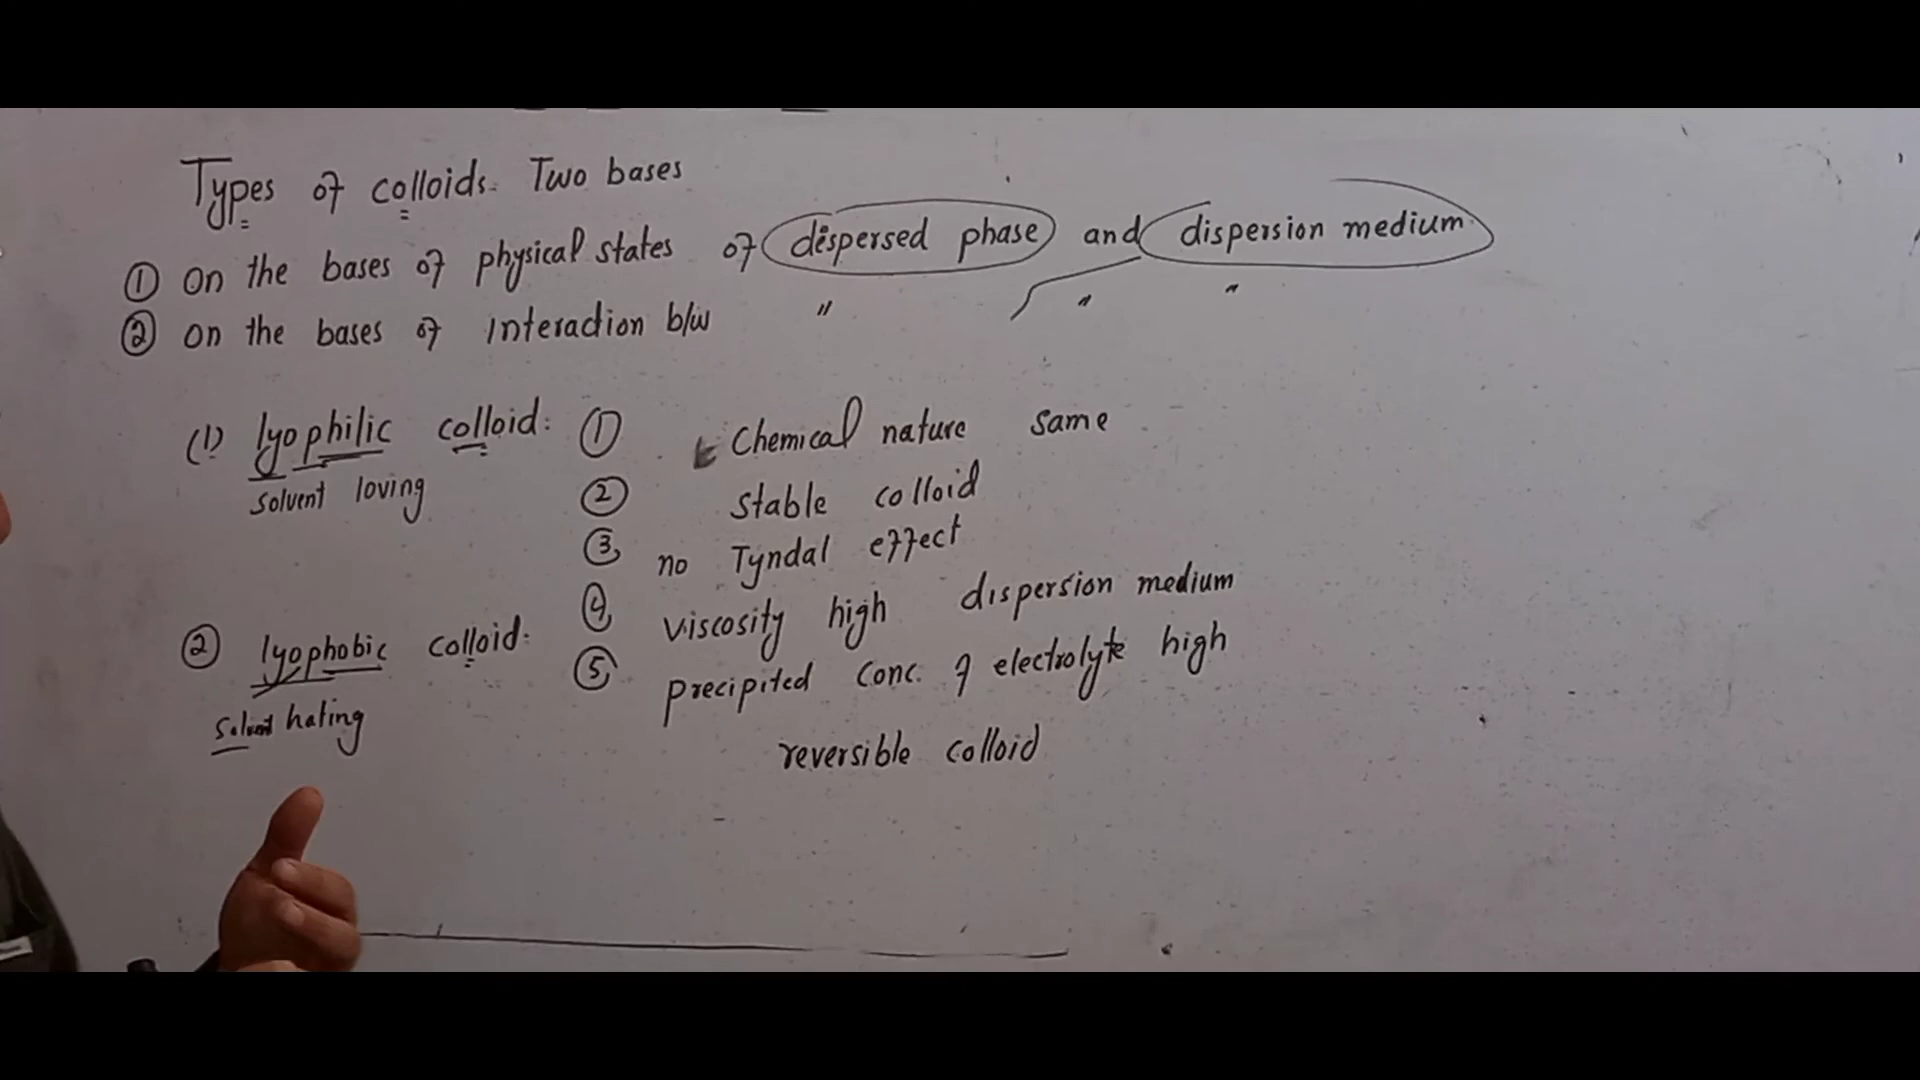 Types of colloids. Two bases
① On the bases of physical states of dispersed phase and dispersion medium.
② On the bases of interaction b/w " " "
(1) lyophilic colloid: ① Chemical nature same
solvent loving ② Stable colloid
③ no Tyndal effect
④ viscosity high dispersion medium
② lyophobic colloid: ⑤ precipited conc. of electrolyte high
Solvent hating
reversible colloid